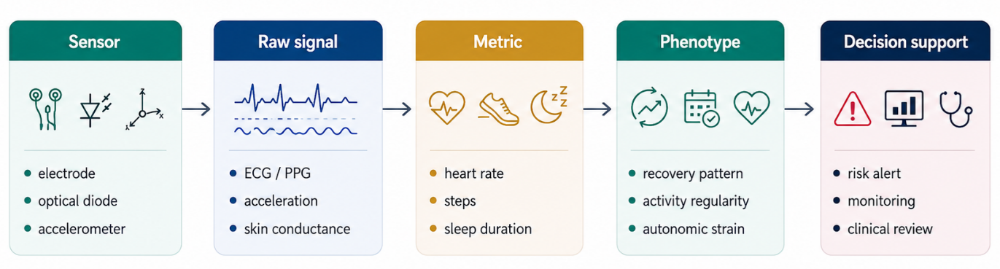 Sensor
z
x
electrode
optical diode
accelerometer
Raw signal
ECG / PPG
acceleration
skin conductance
Metric
z z
z
heart rate
steps
sleep duration
Phenotype
recovery pattern
activity regularity
autonomic strain
Decision support
risk alert
monitoring
clinical review